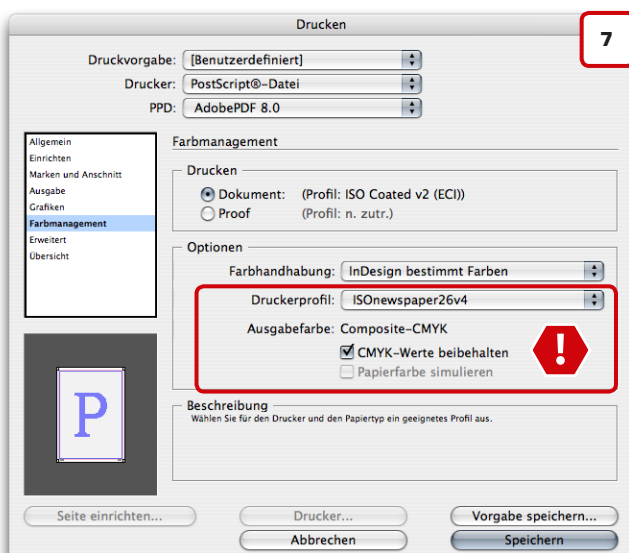 Drucken
7
Druckvorgabe: [Benutzerdefiniert]
Drucker: PostScript®-Datei
PPD: AdobePDF 8.0
Allgemein
Einrichten
Marken und Anschnitt
Ausgabe
Grafiken
Farbmanagement
Erweitert
Übersicht
Farbmanagement
Drucken
Dokument: (Profil: ISO Coated v2 (ECI))
Proof (Profil: n. zutr.)
Optionen
Farbhandhabung: InDesign bestimmt Farben
Druckerprofil: ISOnewspaper26v4
Ausgabefarbe: Composite-CMYK
CMYK-Werte beibehalten
Papierfarbe simulieren
!
P
Beschreibung
Wählen Sie für den Drucker und den Papiertyp ein geeignetes Profil aus.
Seite einrichten... Drucker... Vorgabe speichern...
Abbrechen Speichern